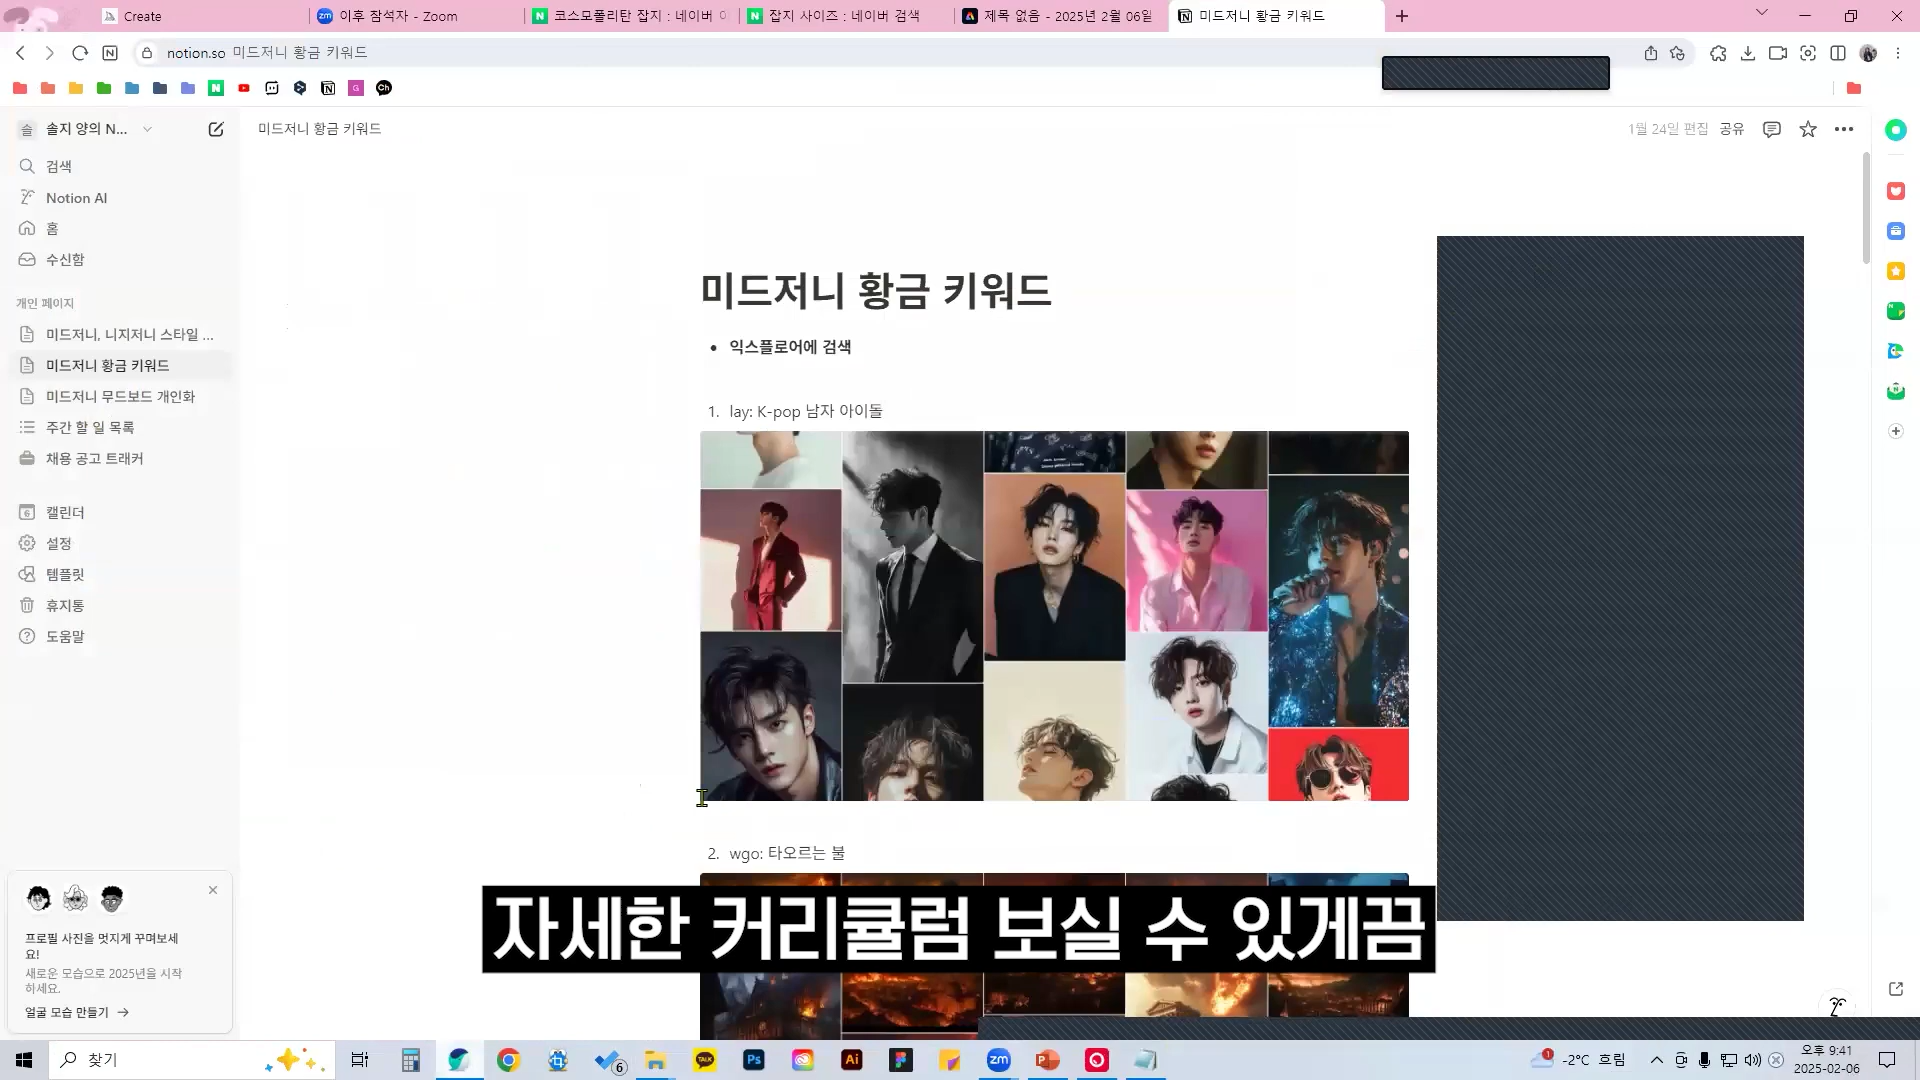 Create
이후 참석자 - Zoom
코스모폴리탄 잡지 : 네이버 이
잡지 사이즈 : 네이버 검색
제목 없음 - 2025년 2월 06일
미드저니 황금 키워드
notion.so 미드저니 황금 키워드
솔 솔지 양의 N...
미드저니 황금 키워드
1월 24일 편집 공유
검색
Notion AI
홈
수신함
개인 페이지
미드저니, 니지저니 스타일 ...
미드저니 황금 키워드
미드저니 무드보드 개인화
주간 할 일 목록
채용 공고 트래커
캘린더
설정
템플릿
휴지통
도움말
프로필 사진을 멋지게 꾸며보세
요!
새로운 모습으로 2025년을 시작
하세요.
얼굴 모습 만들기 →
미드저니 황금 키워드
• 익스플로어에 검색
1. lay: K-pop 남자 아이돌
2. wgo: 타오르는 불
자세한 커리큘럼 보실 수 있게끔
찾기
-2°C 흐림
오후 9:41
2025-02-06